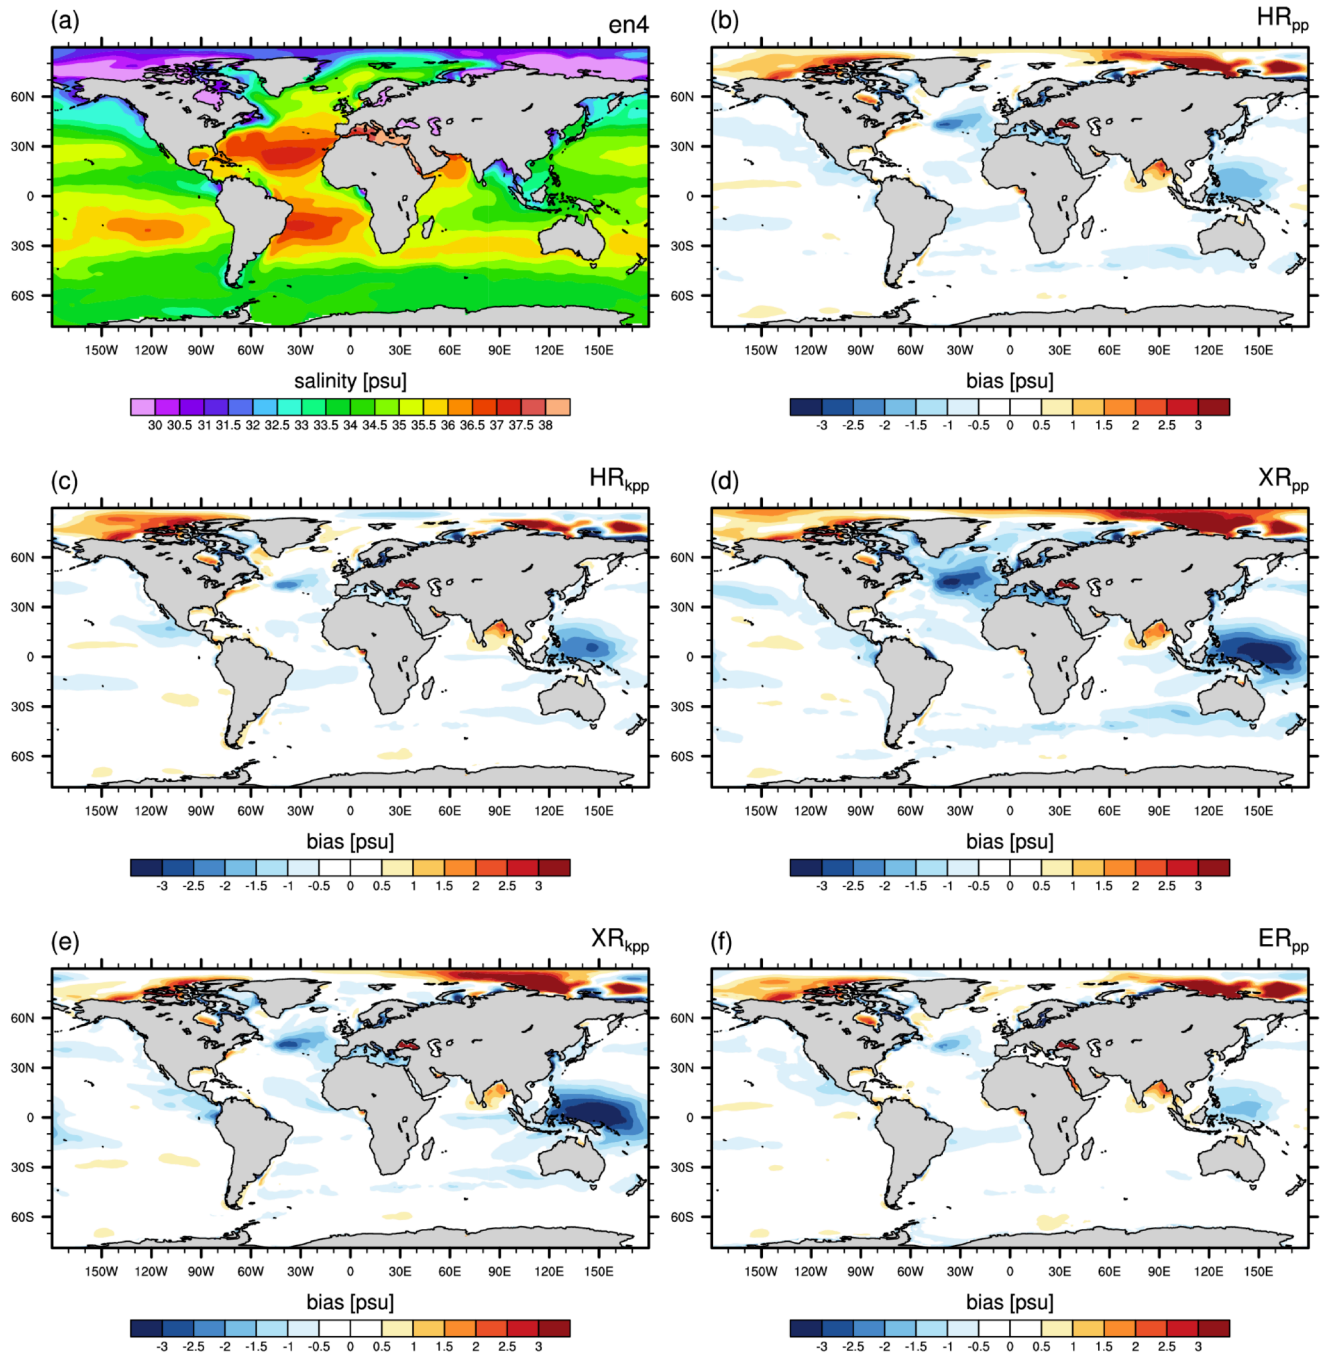 (a) en4
60N
30N
0
30S
60S
150W 120W 90W 60W 30W 0 30E 60E 90E 120E 150E
salinity [psu]
30 30.5 31 31.5 32 32.5 33 33.5 34 34.5 35 35.5 36 36.5 37 37.5 38
(b) HRpp
60N
30N
0
30S
60S
150W 120W 90W 60W 30W 0 30E 60E 90E 120E 150E
bias [psu]
-3 -2.5 -2 -1.5 -1 -0.5 0 0.5 1 1.5 2 2.5 3
(c) HRkpp
60N
30N
0
30S
60S
150W 120W 90W 60W 30W 0 30E 60E 90E 120E 150E
bias [psu]
-3 -2.5 -2 -1.5 -1 -0.5 0 0.5 1 1.5 2 2.5 3
(d) XRpp
60N
30N
0
30S
60S
150W 120W 90W 60W 30W 0 30E 60E 90E 120E 150E
bias [psu]
-3 -2.5 -2 -1.5 -1 -0.5 0 0.5 1 1.5 2 2.5 3
(e) XRkpp
60N
30N
0
30S
60S
150W 120W 90W 60W 30W 0 30E 60E 90E 120E 150E
bias [psu]
-3 -2.5 -2 -1.5 -1 -0.5 0 0.5 1 1.5 2 2.5 3
(f) ERpp
60N
30N
0
30S
60S
150W 120W 90W 60W 30W 0 30E 60E 90E 120E 150E
bias [psu]
-3 -2.5 -2 -1.5 -1 -0.5 0 0.5 1 1.5 2 2.5 3